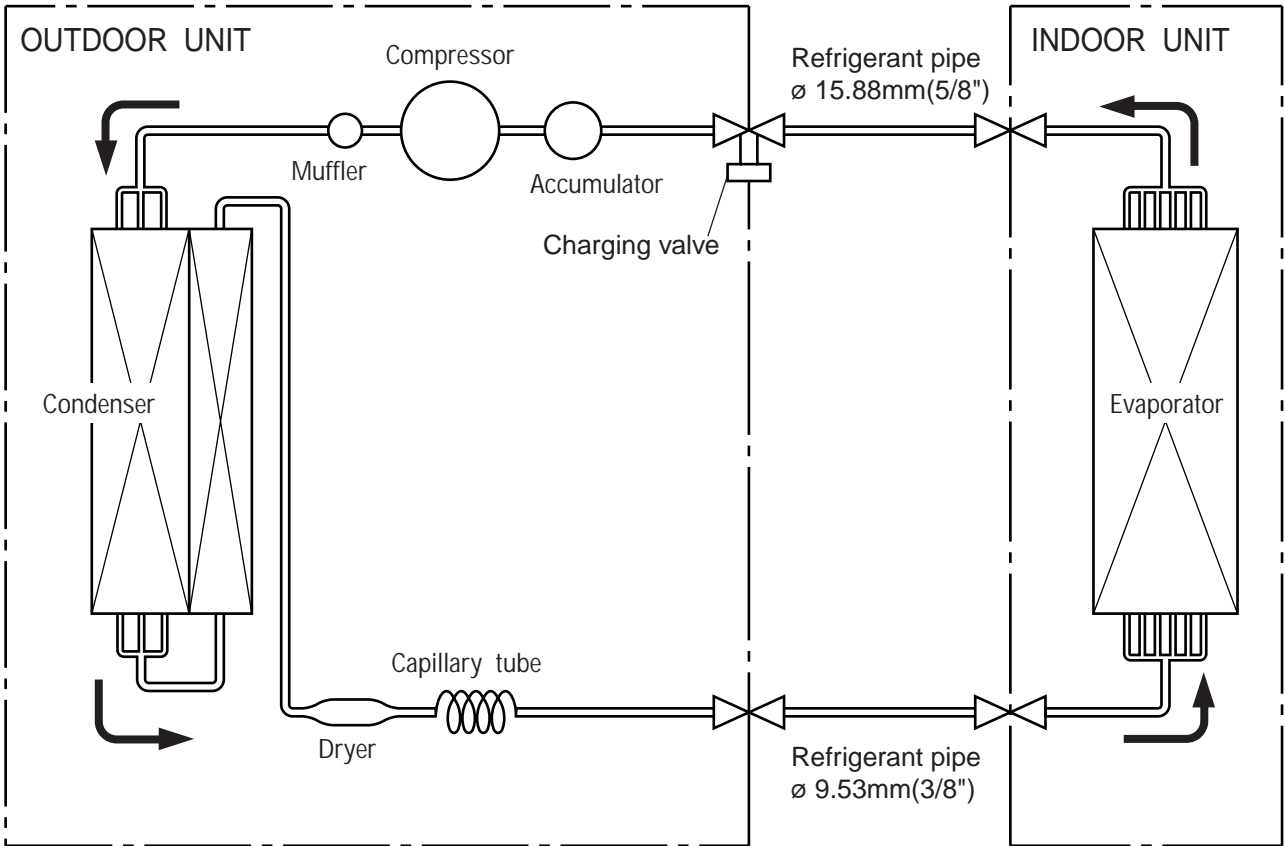 OUTDOOR UNIT
INDOOR UNIT
Compressor
Refrigerant pipe
ø 15.88mm(5/8")
Muffler
Accumulator
Charging valve
Condenser
Evaporator
Capillary tube
Dryer
Refrigerant pipe
ø 9.53mm(3/8")